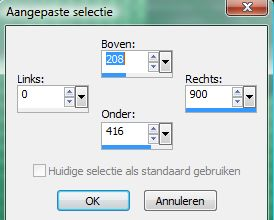 Aangepaste selectie
Boven:
208
Links:
0
Rechts:
900
Onder:
416
Huidige selectie als standaard gebruiken
OK
Annuleren